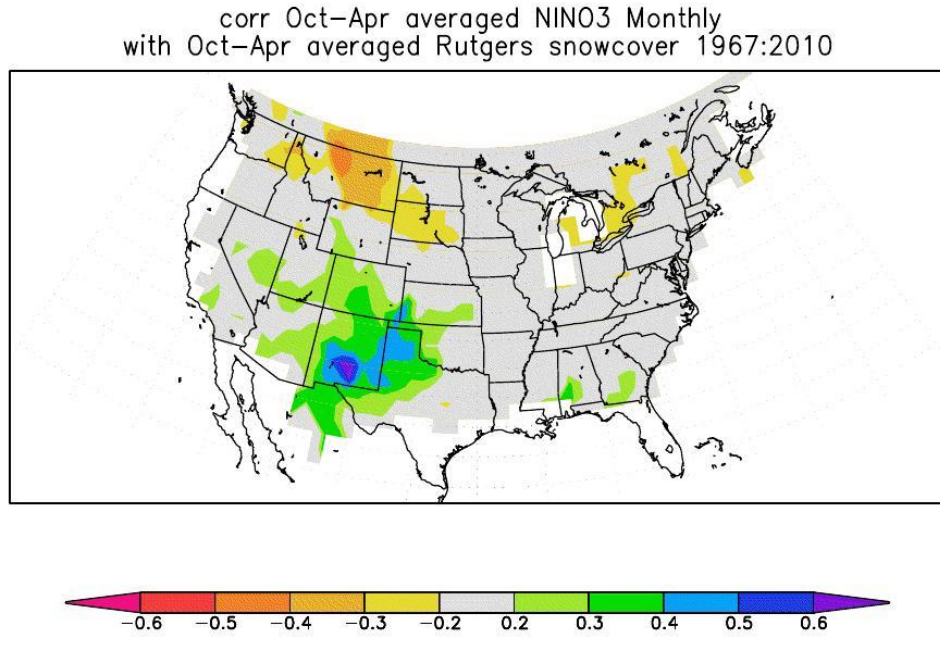 corr Oct-Apr averaged NINO3 Monthly
with Oct-Apr averaged Rutgers snowcover 1967:2010
-0.6 -0.5 -0.4 -0.3 -0.2 0.2 0.3 0.4 0.5 0.6